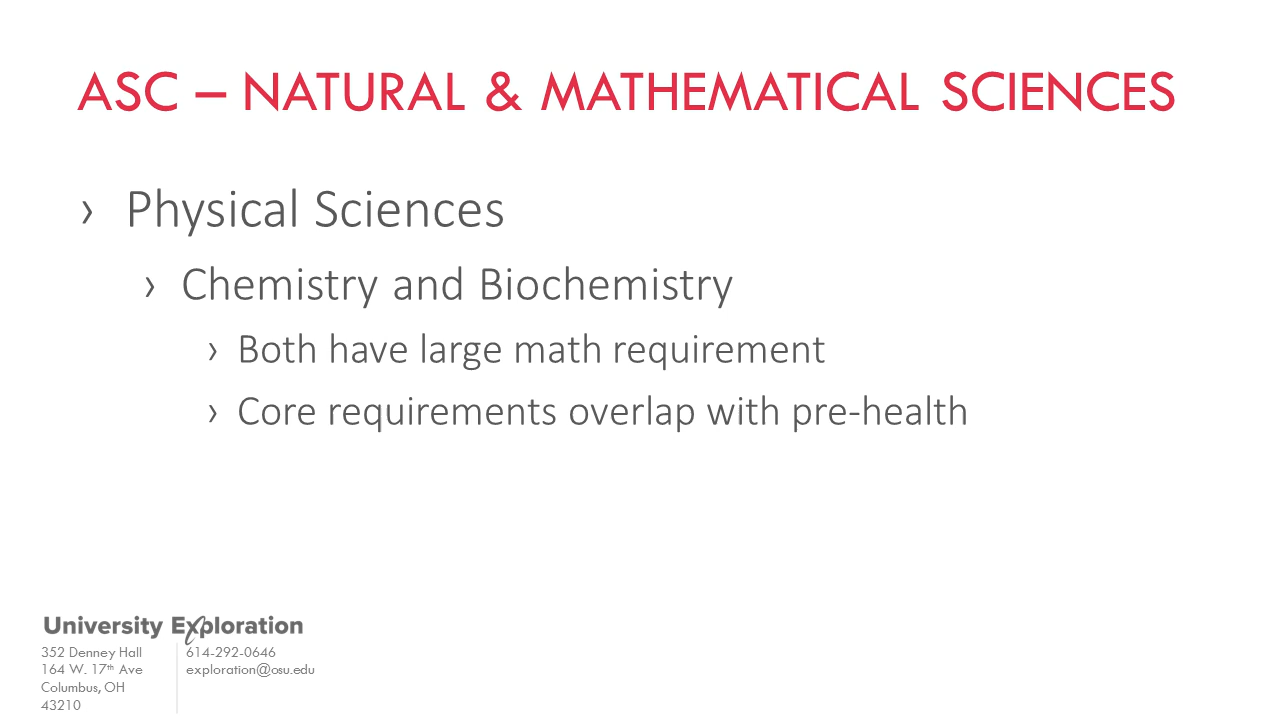 ASC – NATURAL & MATHEMATICAL SCIENCES
› Physical Sciences
› Chemistry and Biochemistry
› Both have large math requirement
› Core requirements overlap with pre-health
University Exploration
352 Denney Hall
164 W. 17th Ave
Columbus, OH
43210
614-292-0646
exploration@osu.edu